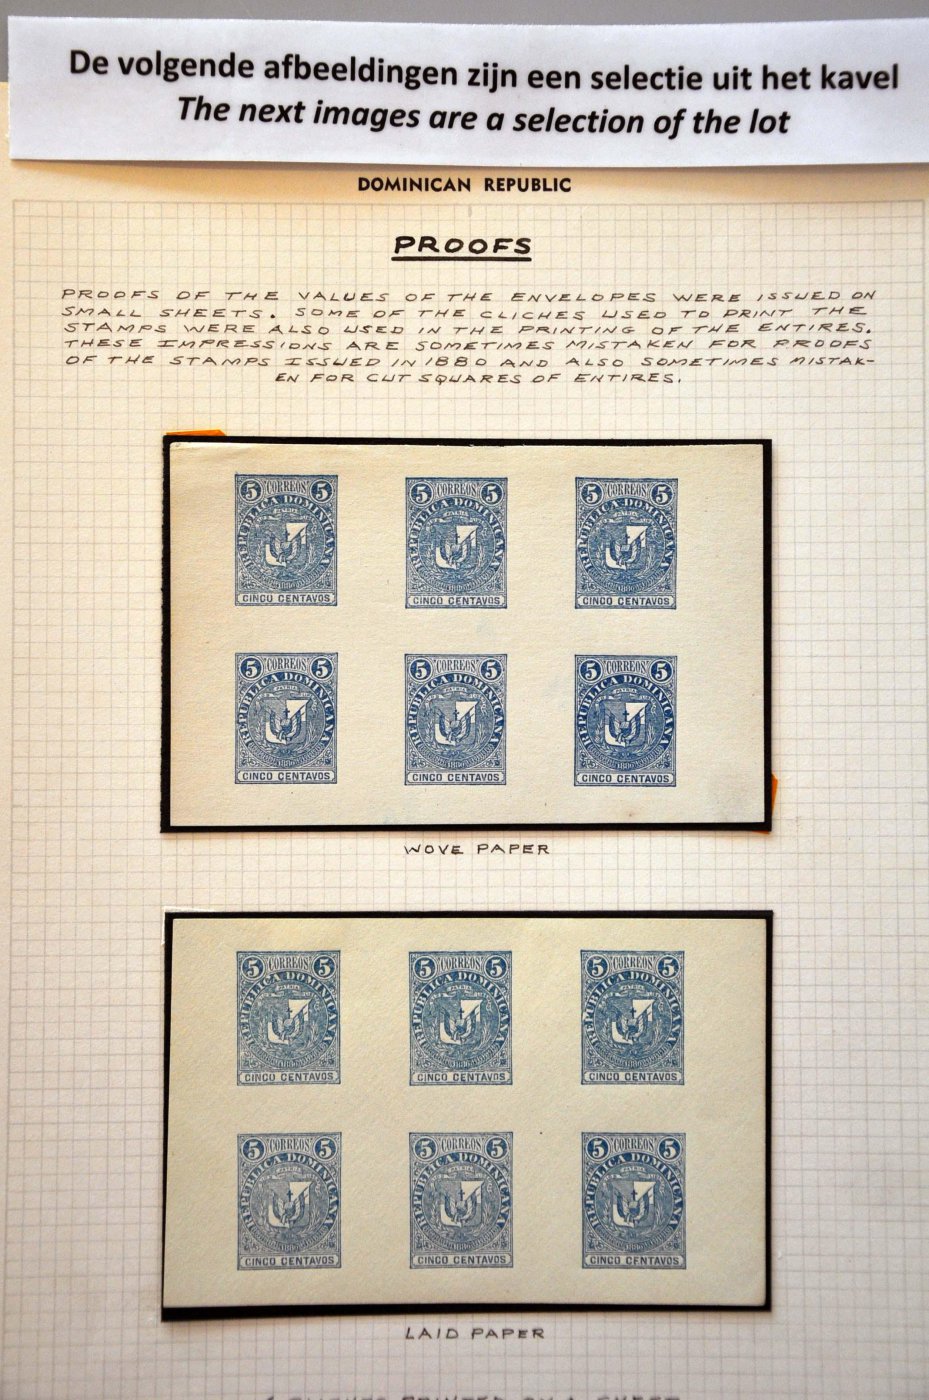 De volgende afbeeldingen zijn een selectie uit het kavel
The next images are a selection of the lot
DOMINICAN REPUBLIC
PROOFS
PROOFS OF THE VALUES OF THE ENVELOPES WERE ISSUED ON
SMALL SHEETS. SOME OF THE CLICHES USED TO PRINT THE
STAMPS WERE ALSO USED IN THE PRINTING OF THE ENTIRES.
THESE IMPRESSIONS ARE SOMETIMES MISTAKEN FOR PROOFS
OF THE STAMPS ISSUED IN 1880 AND ALSO SOMETIMES MISTAK-
EN FOR CUT SQUARES OF ENTIRES.
5 CORREOS 5 5 CORREOS 5 5 CORREOS 5
REPUBLICA DOMINICANA REPUBLICA DOMINICANA REPUBLICA DOMINICANA
CINCO CENTAVOS CINCO CENTAVOS CINCO CENTAVOS
5 CORREOS 5 5 CORREOS 5 5 CORREOS 5
REPUBLICA DOMINICANA REPUBLICA DOMINICANA REPUBLICA DOMINICANA
CINCO CENTAVOS CINCO CENTAVOS CINCO CENTAVOS
WOVE PAPER
5 CORREOS 5 5 CORREOS 5 5 CORREOS 5
REPUBLICA DOMINICANA REPUBLICA DOMINICANA REPUBLICA DOMINICANA
CINCO CENTAVOS CINCO CENTAVOS CINCO CENTAVOS
5 CORREOS 5 5 CORREOS 5 5 CORREOS 5
REPUBLICA DOMINICANA REPUBLICA DOMINICANA REPUBLICA DOMINICANA
CINCO CENTAVOS CINCO CENTAVOS CINCO CENTAVOS
LAID PAPER